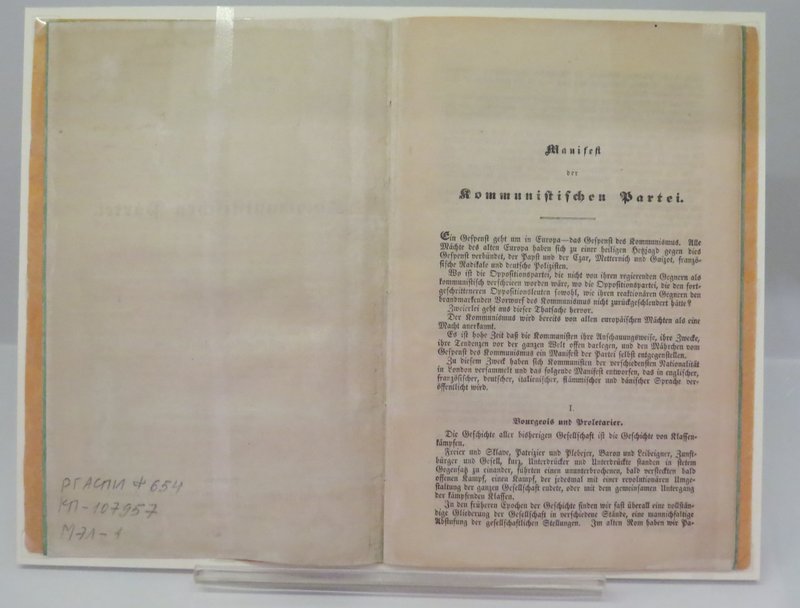 РГАСПИ ф 654
КП-107957
М71-1
Manifest
der
Kommunistischen Partei.
Ein Gespenst geht um in Europa—das Gespenst des Kommunismus. Alle
Mächte des alten Europa haben sich zu einer heiligen Hetzjagd gegen dies
Gespenst verbündet, der Papst und der Czar, Metternich und Guizot, französ-
sische Radikale und deutsche Polizisten.
Wo ist die Oppositionspartei, die nicht von ihren regierenden Gegnern als
kommunistisch verschrieen worden wäre, wo die Oppositionspartei, die den fort-
geschritteneren Oppositionsleuten sowohl, wie ihren reaktionären Gegnern den
brandmarkenden Vorwurf des Kommunismus nicht zurückgeschleudert hätte?
Zweierlei geht aus dieser Thatsache hervor.
Der Kommunismus wird bereits von allen europäischen Mächten als eine
Macht anerkannt.
Es ist hohe Zeit daß die Kommunisten ihre Anschauungsweise, ihre Zwecke,
ihre Tendenzen vor der ganzen Welt offen darlegen, und den Mährchen vom
Gespenst des Kommunismus ein Manifest der Partei selbst entgegenstellen.
Zu diesem Zweck haben sich Kommunisten der verschiedensten Nationalität
in London versammelt und das folgende Manifest entworfen, das in englischer,
französischer, deutscher, italienischer, flämmischer und dänischer Sprache ver-
öffentlicht wird.
I.
Bourgeois und Proletarier.
Die Geschichte aller bisherigen Gesellschaft ist die Geschichte von Klassen-
kämpfen.
Freier und Sklave, Patrizier und Plebejer, Baron und Leibeigner, Zunft-
bürger und Gesell, kurz, Unterdrücker und Unterdrückte standen in stetem
Gegensatz zu einander, führten einen ununterbrochenen, bald versteckten bald
offenen Kampf, einen Kampf, der jedesmal mit einer revolutionären Umge-
staltung der ganzen Gesellschaft endete, oder mit dem gemeinsamen Untergang
der kämpfenden Klassen.
In den früheren Epochen der Geschichte finden wir fast überall eine vollstän-
dige Gliederung der Gesellschaft in verschiedene Stände, eine mannichfaltige
Abstufung der gesellschaftlichen Stellungen. Im alten Rom haben wir Pa-